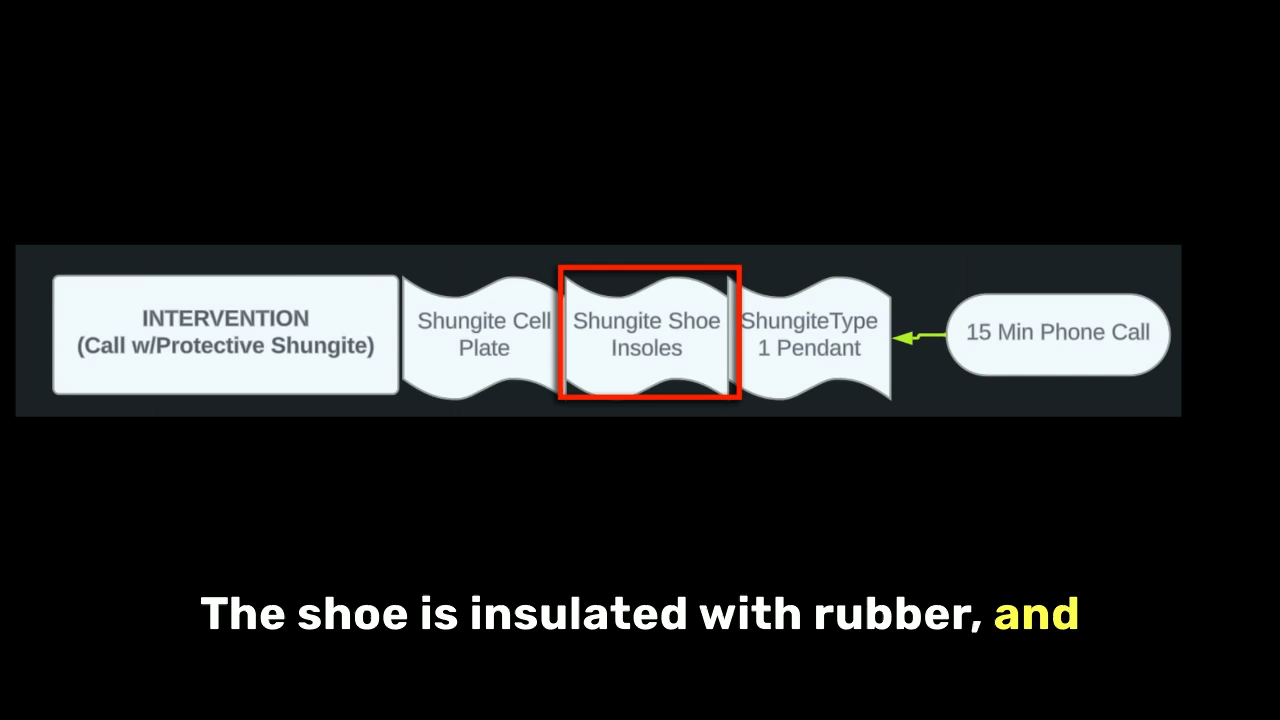 INTERVENTION
(Call w/Protective Shungite)
Shungite Cell
Plate
Shungite Shoe
Insoles
ShungiteType
1 Pendant
15 Min Phone Call
The shoe is insulated with rubber, and